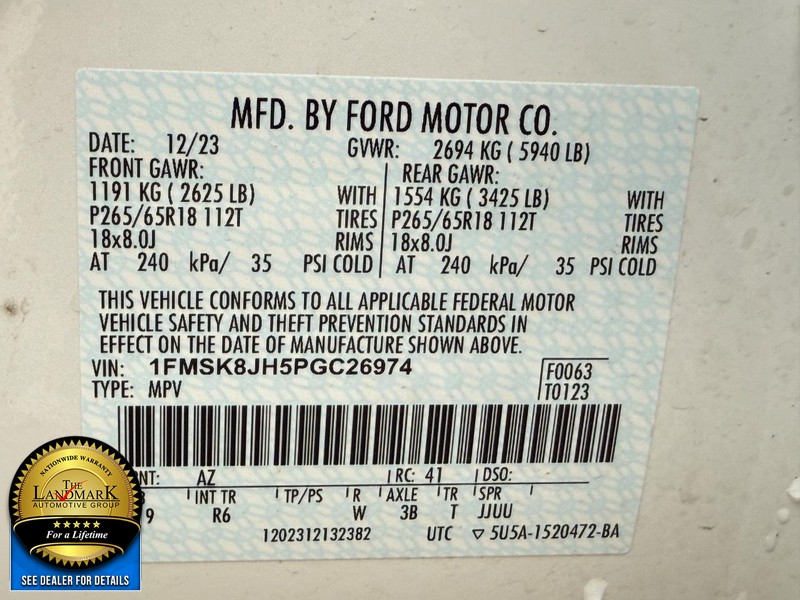 MFD. BY FORD MOTOR CO.
DATE: 12/23 GVWR: 2694 KG ( 5940 LB)
FRONT GAWR: REAR GAWR:
1191 KG ( 2625 LB) WITH 1554 KG ( 3425 LB) WITH
P265/65R18 112T TIRES P265/65R18 112T TIRES
18x8.0J RIMS 18x8.0J RIMS
AT 240 kPa/ 35 PSI COLD AT 240 kPa/ 35 PSI COLD
THIS VEHICLE CONFORMS TO ALL APPLICABLE FEDERAL MOTOR
VEHICLE SAFETY AND THEFT PREVENTION STANDARDS IN
EFFECT ON THE DATE OF MANUFACTURE SHOWN ABOVE.
VIN: 1FMSK8JH5PGC26974 F0063
TYPE: MPV T0123
NT: AZ RC: 41 DSO:
INT TR TP/PS R AXLE TR SPR
9 R6 W 3B T JJUU
1202312132382 UTC ▽ 5U5A-1520472-BA
NATIONWIDE WARRANTY
THE
LANDMARK
AUTOMOTIVE GROUP
For a Lifetime
SEE DEALER FOR DETAILS